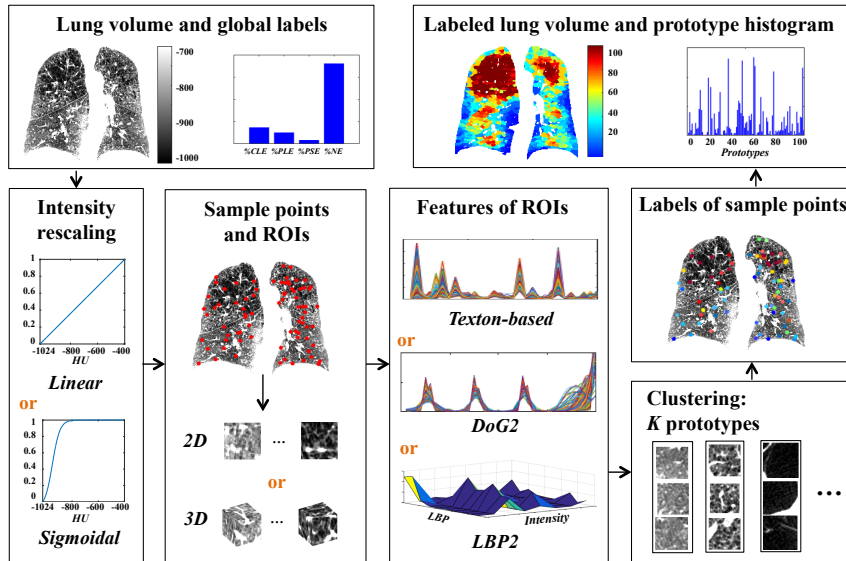 Lung volume and global labels
-700
-800
-900
-1000
%CLE %PLE %PSE %NE
Labeled lung volume and prototype histogram
100
80
60
40
20
0 20 40 60 80 100
Prototypes
Intensity
rescaling
1
0.8
0.6
0.4
0.2
0
-1024 -800 -600 -400
HU
Linear
or
1
0.8
0.6
0.4
0.2
0
-1024 -800 -600 -400
HU
Sigmoidal
Sample points
and ROIs
2D ...
or
3D ...
Features of ROIs
Texton-based
or
DoG2
or
LBP Intensity
LBP2
Labels of sample points
Clustering:
K prototypes
...